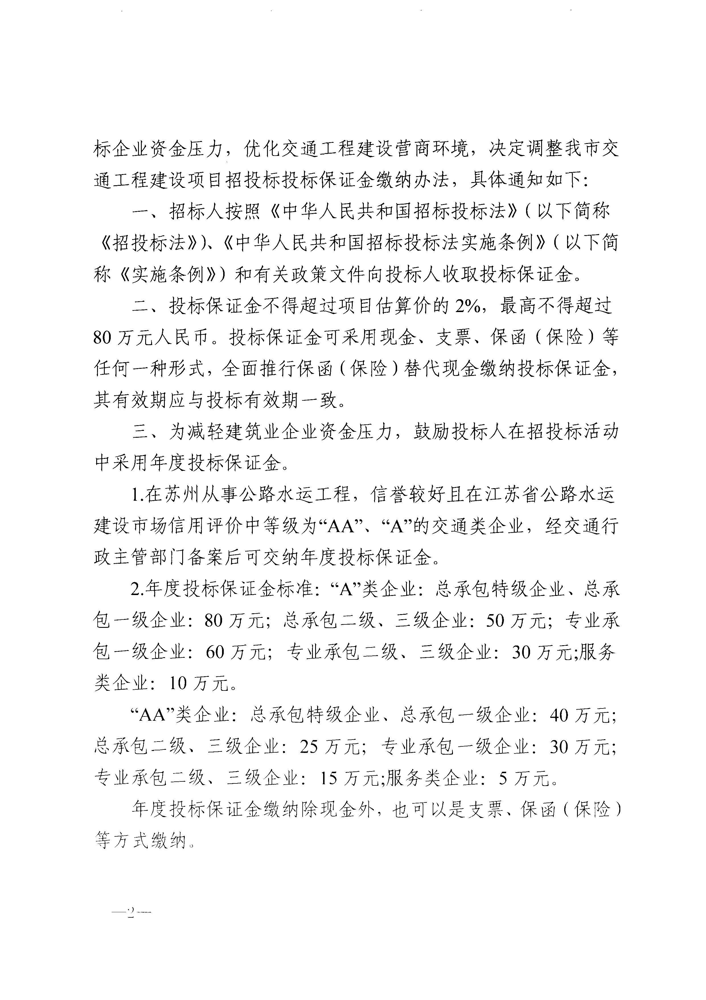 标企业资金压力，优化交通工程建设营商环境，决定调整我市交
通工程建设项目招投标投标保证金缴纳办法，具体通知如下：
一、招标人按照《中华人民共和国招标投标法》（以下简称
《招投标法》）、《中华人民共和国招标投标法实施条例》（以下简
称《实施条例》）和有关政策文件向投标人收取投标保证金。
二、投标保证金不得超过项目估算价的 2%，最高不得超过
80 万元人民币。投标保证金可采用现金、支票、保函（保险）等
任何一种形式，全面推行保函（保险）替代现金缴纳投标保证金，
其有效期应与投标有效期一致。
三、为减轻建筑业企业资金压力，鼓励投标人在招投标活动
中采用年度投标保证金。
1.在苏州从事公路水运工程，信誉较好且在江苏省公路水运
建设市场信用评价中等级为“AA”、“A”的交通类企业，经交通行
政主管部门备案后可交纳年度投标保证金。
2.年度投标保证金标准：“A”类企业：总承包特级企业、总承
包一级企业：80 万元；总承包二级、三级企业：50 万元；专业承
包一级企业：60 万元；专业承包二级、三级企业：30 万元;服务
类企业：10 万元。
“AA”类企业：总承包特级企业、总承包一级企业：40 万元；
总承包二级、三级企业：25 万元；专业承包一级企业：30 万元；
专业承包二级、三级企业：15 万元;服务类企业：5 万元。
年度投标保证金缴纳除现金外，也可以是支票、保函（保险）
等方式缴纳。
—2—